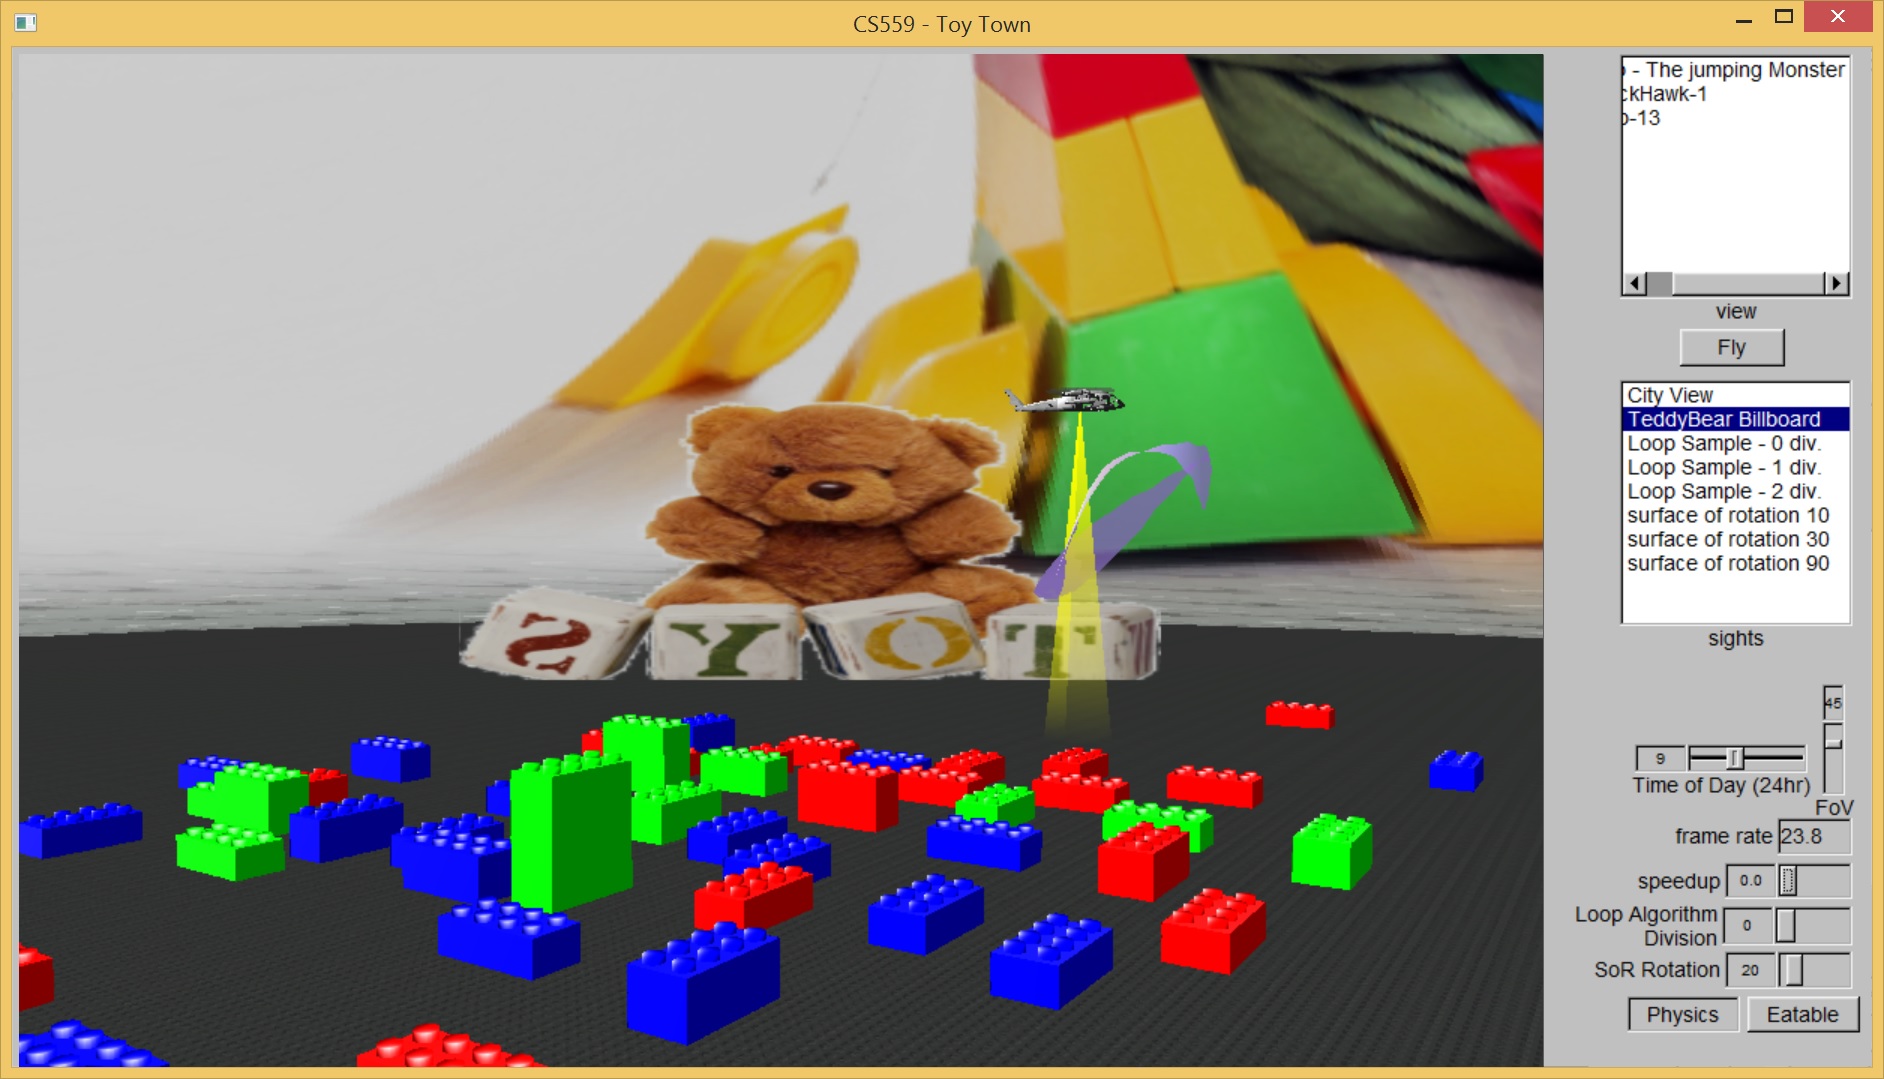 CS559 - Toy Town
- The jumping Monster
ckHawk-1
-13
view
Fly
City View
TeddyBear Billboard
Loop Sample - 0 div.
Loop Sample - 1 div.
Loop Sample - 2 div.
surface of rotation 10
surface of rotation 30
surface of rotation 90
sights
45
9
Time of Day (24hr)
FoV
frame rate 23.8
speedup 0.0
Loop Algorithm
Division 0
SoR Rotation 20
Physics Eatable
S Y O T